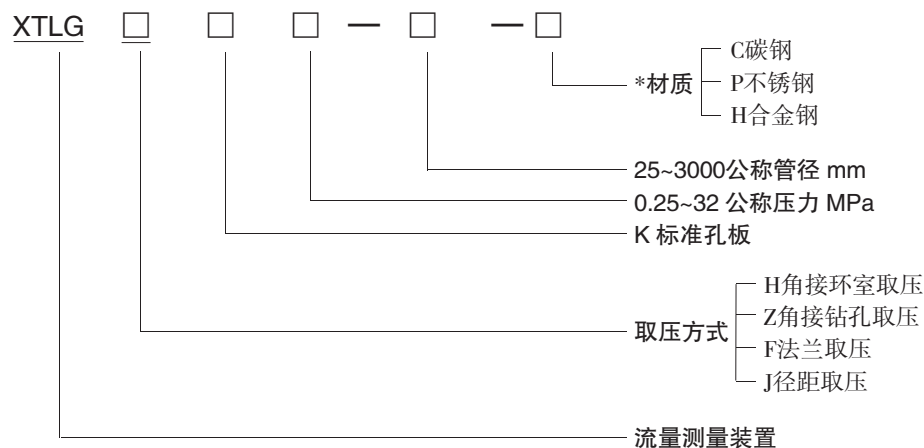 XTLG □ □ □ — □ — □
C碳钢
*材质
P不锈钢
H合金钢
25~3000公称管径 mm
0.25~32 公称压力 MPa
K 标准孔板
H角接环室取压
Z角接钻孔取压
取压方式
F法兰取压
J径距取压
流量测量装置